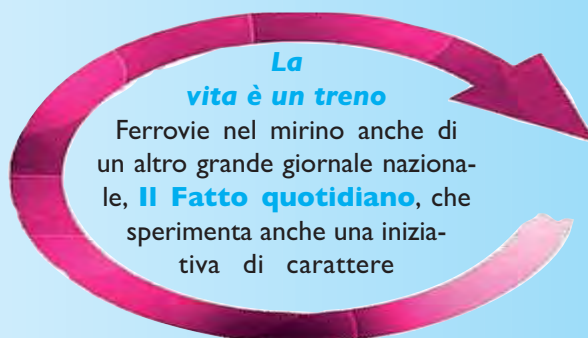 La
vita è un treno
Ferrovie nel mirino anche di
un altro grande giornale naziona-
le, Il Fatto quotidiano, che
sperimenta anche una inizia-
tiva di carattere